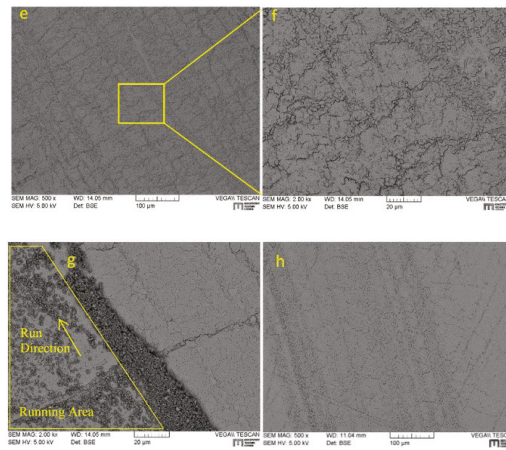 e
f
SEM MAG: 500 x WD: 14.05 mm VEGA\\ TESCAN
SEM HV: 5.00 kV Det: BSE 100 µm
SEM MAG: 2.00 kx WD: 14.05 mm VEGA\\ TESCAN
SEM HV: 5.00 kV Det: BSE 20 µm
g
h
Run
Direction
Running Area
SEM MAG: 2.00 kx WD: 14.05 mm VEGA\\ TESCAN
SEM HV: 5.00 kV Det: BSE 20 µm
SEM MAG: 500 x WD: 11.04 mm VEGA\\ TESCAN
SEM HV: 5.00 kV Det: BSE 100 µm